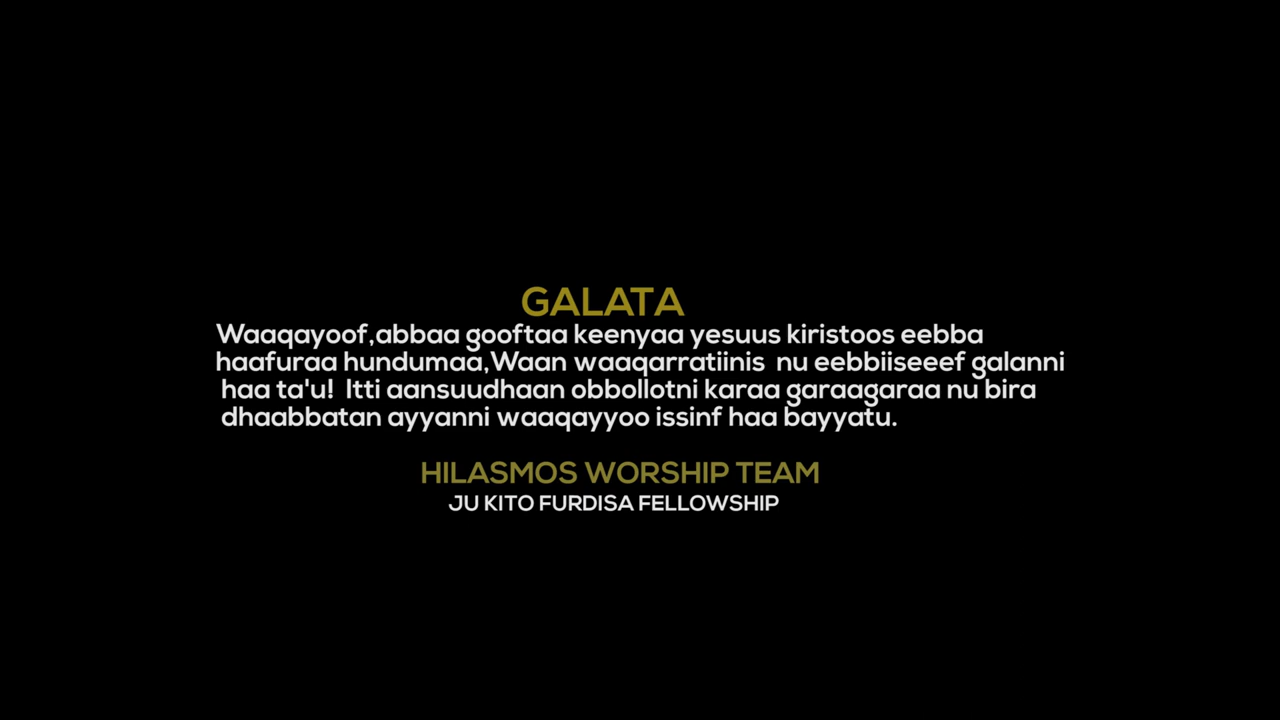 GALATA
Waaqayoof,abbaa gooftaa keenyaa yesuus kiristoos eebba
haafuraa hundumaa,Waan waaqarratiinis nu eebbiiseeef galanni
haa ta'u! Itti aansuudhaan obbollotni karaa garaagaraa nu bira
dhaabbatan ayyanni waaqayyoo issinf haa bayyatu.
HILASMOS WORSHIP TEAM
JU KITO FURDISA FELLOWSHIP